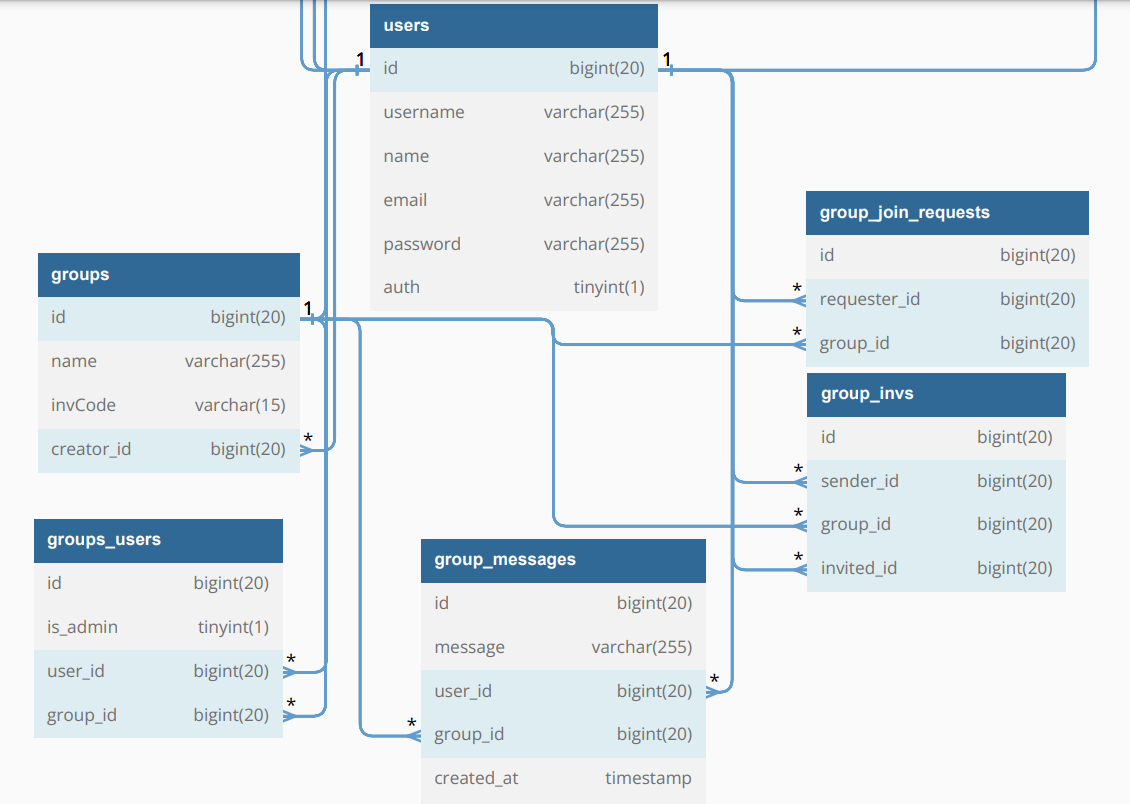 users
1 id bigint(20) 1
username varchar(255)
name varchar(255)
email varchar(255)
password varchar(255)
auth tinyint(1)
group_join_requests
id bigint(20)
* requester_id bigint(20)
* group_id bigint(20)
groups
id bigint(20) 1
name varchar(255)
invCode varchar(15)
creator_id bigint(20) *
group_invs
id bigint(20)
* sender_id bigint(20)
* group_id bigint(20)
* invited_id bigint(20)
groups_users
id bigint(20)
is_admin tinyint(1)
user_id bigint(20) *
group_id bigint(20) *
group_messages
id bigint(20)
message varchar(255)
user_id bigint(20) *
* group_id bigint(20)
created_at timestamp